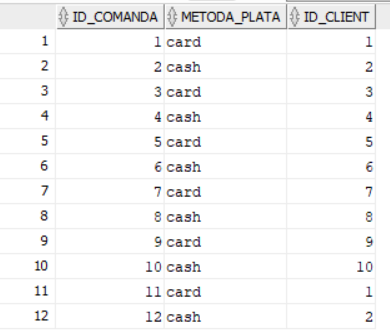 ID_COMANDA METODA_PLATA ID_CLIENT
1 1 card 1
2 2 cash 2
3 3 card 3
4 4 cash 4
5 5 card 5
6 6 cash 6
7 7 card 7
8 8 cash 8
9 9 card 9
10 10 cash 10
11 11 card 1
12 12 cash 2